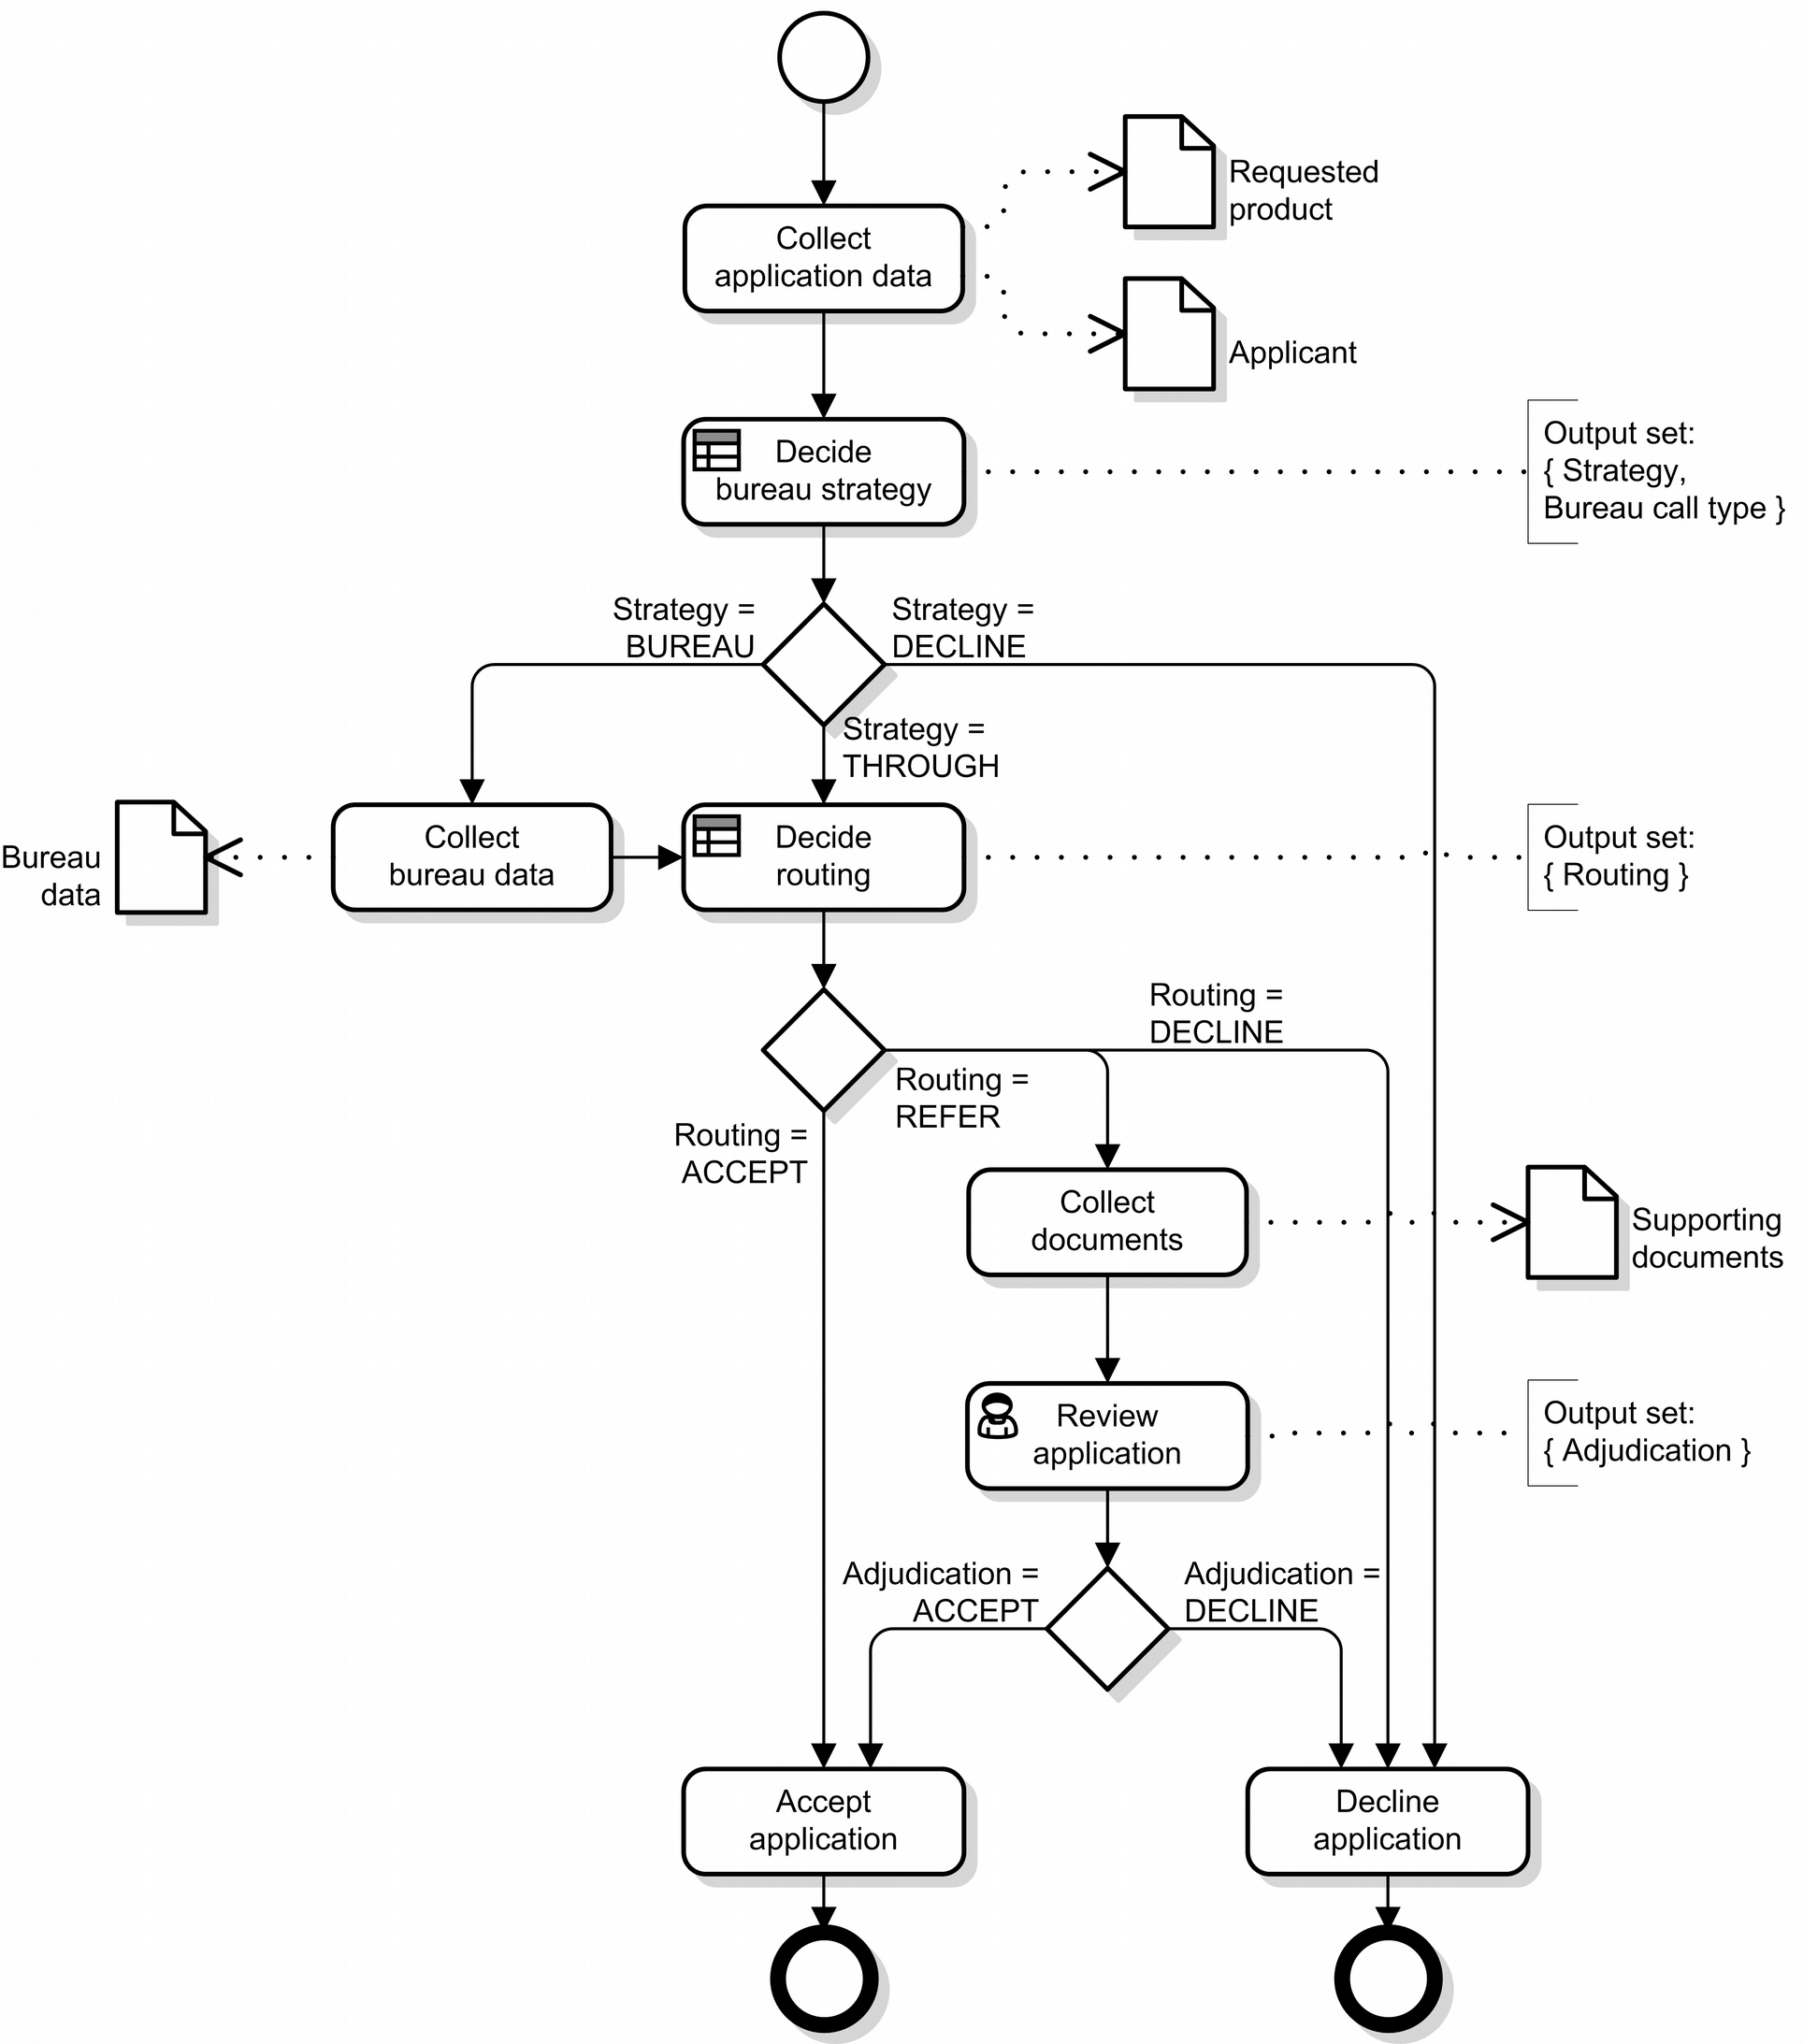 Requested
product
Collect
application data
Applicant
Output set:
{ Strategy,
Bureau call type }
Decide
bureau strategy
Strategy =
BUREAU
Strategy =
DECLINE
Strategy =
THROUGH
Bureau
data
Collect
bureau data
Decide
routing
Output set:
{ Routing }
Routing =
DECLINE
Routing =
REFER
Routing =
ACCEPT
Collect
documents
Supporting
documents
Review
application
Output set:
{ Adjudication }
Adjudication =
ACCEPT
Adjudication =
DECLINE
Accept
application
Decline
application